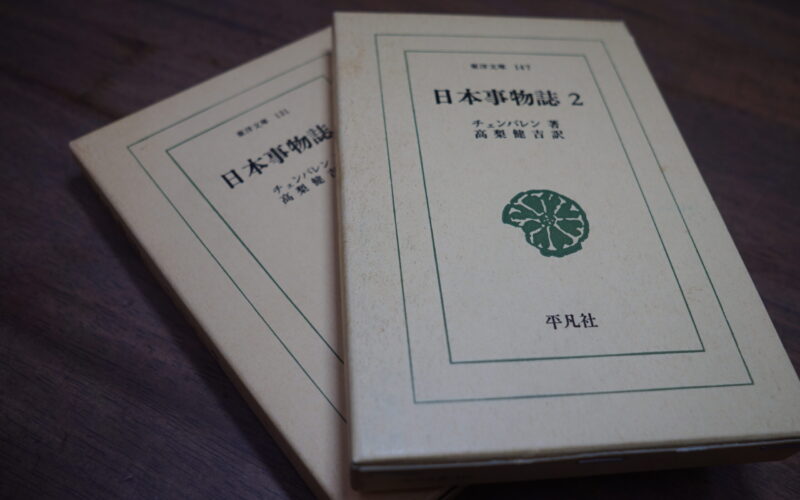 東洋文庫 131
日本事物誌
チェンバレン
高梨健吉
東洋文庫 147
日本事物誌 2
チェンバレン 著
高梨健吉訳
平凡社